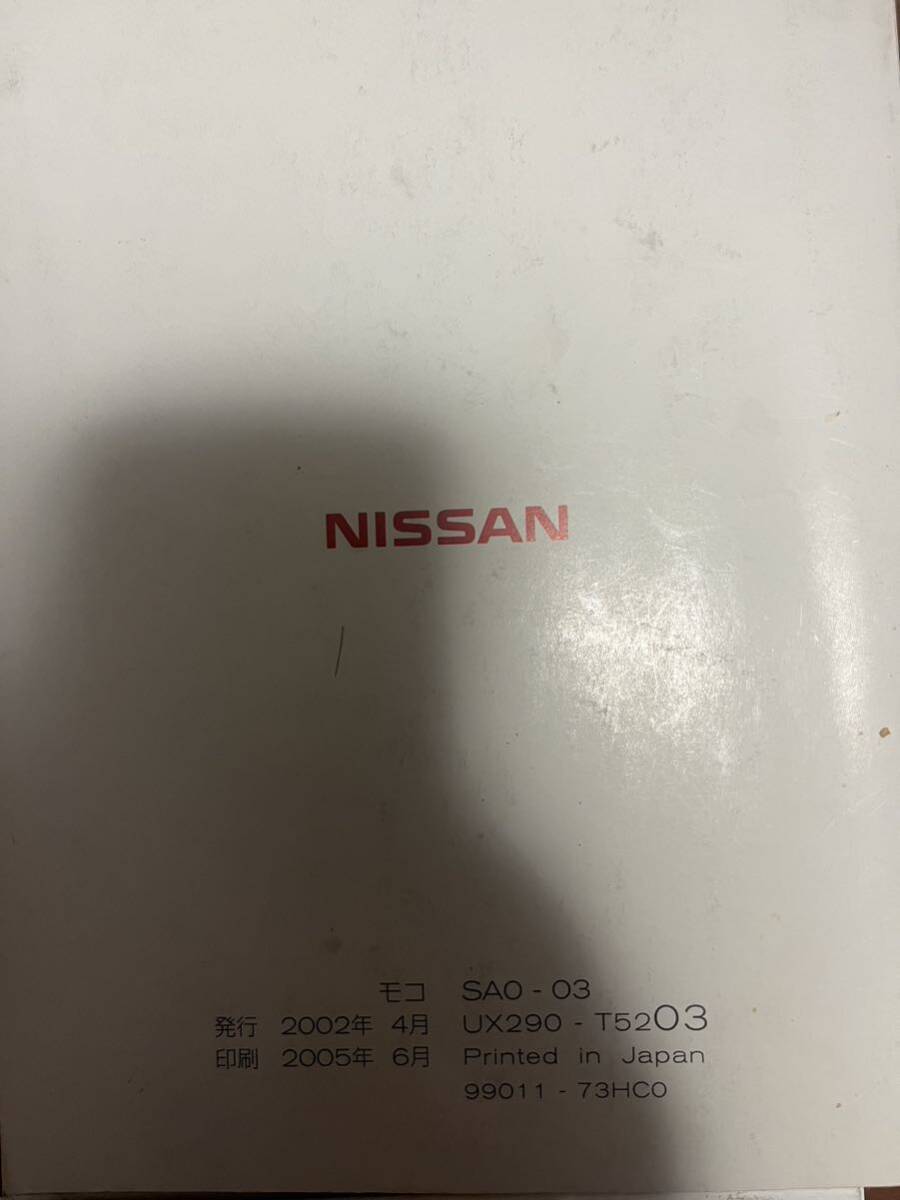 NISSAN
モコ SA0 - 03
発行 2002年 4月 UX290 - T5203
印刷 2005年 6月 Printed in Japan
99011 - 73HC0